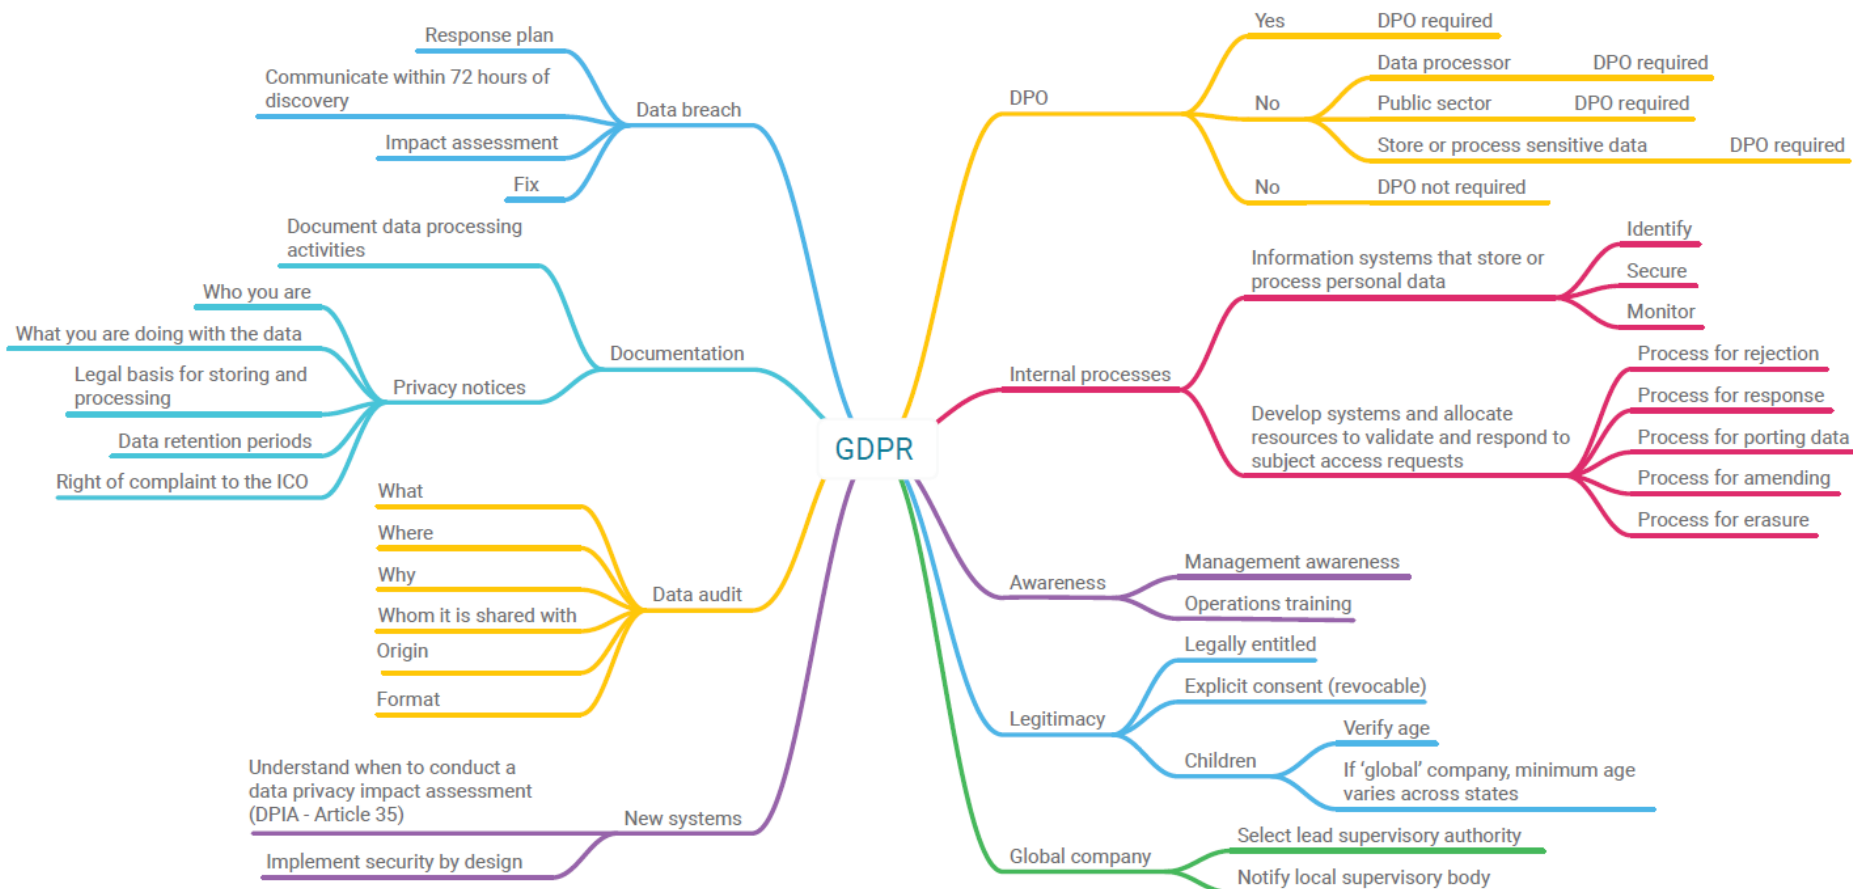 GDPR
Data breach
Response plan
Communicate within 72 hours of
discovery
Impact assessment
Fix
Documentation
Document data processing
activities
Privacy notices
Who you are
What you are doing with the data
Legal basis for storing and
processing
Data retention periods
Right of complaint to the ICO
Data audit
What
Where
Why
Whom it is shared with
Origin
Format
New systems
Understand when to conduct a
data privacy impact assessment
(DPIA - Article 35)
Implement security by design
DPO
Yes
DPO required
No
Data processor
DPO required
Public sector
DPO required
Store or process sensitive data
DPO required
No
DPO not required
Internal processes
Information systems that store or
process personal data
Identify
Secure
Monitor
Develop systems and allocate
resources to validate and respond to
subject access requests
Process for rejection
Process for response
Process for porting data
Process for amending
Process for erasure
Awareness
Management awareness
Operations training
Legitimacy
Legally entitled
Explicit consent (revocable)
Children
Verify age
If ‘global’ company, minimum age
varies across states
Global company
Select lead supervisory authority
Notify local supervisory body